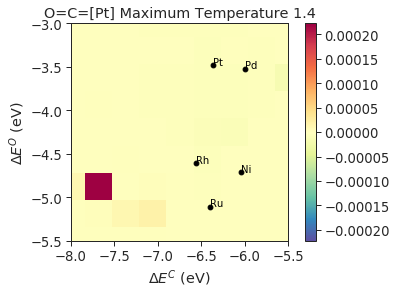 O=C=[Pt] Maximum Temperature 1.4
−3.0
−3.5
−4.0
−4.5
−5.0
−5.5
ΔE^O (eV)
Pt
Pd
Rh
Ni
Ru
−8.0 −7.5 −7.0 −6.5 −6.0 −5.5
ΔE^C (eV)
0.00020
0.00015
0.00010
0.00005
0.00000
−0.00005
−0.00010
−0.00015
−0.00020